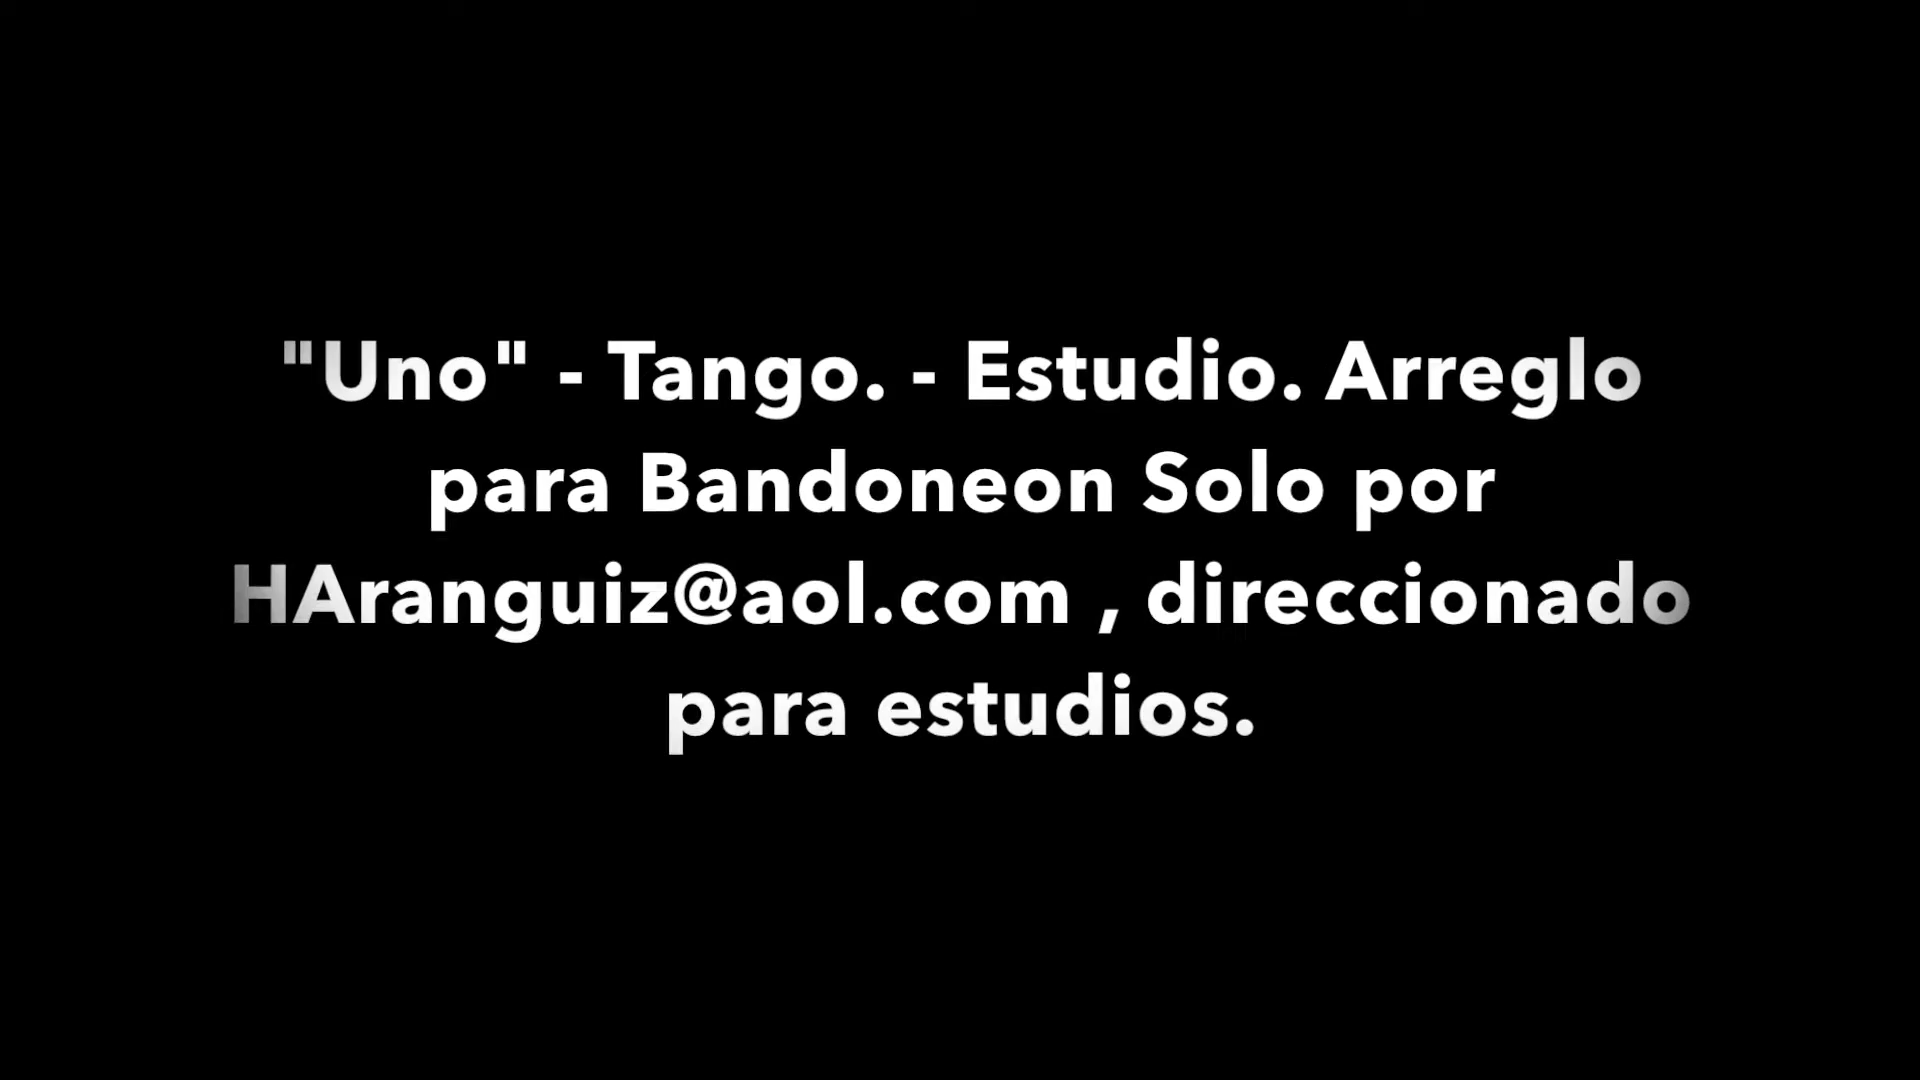 "Uno" - Tango. - Estudio. Arreglo
para Bandoneon Solo por
HAranguiz@aol.com , direccionado
para estudios.